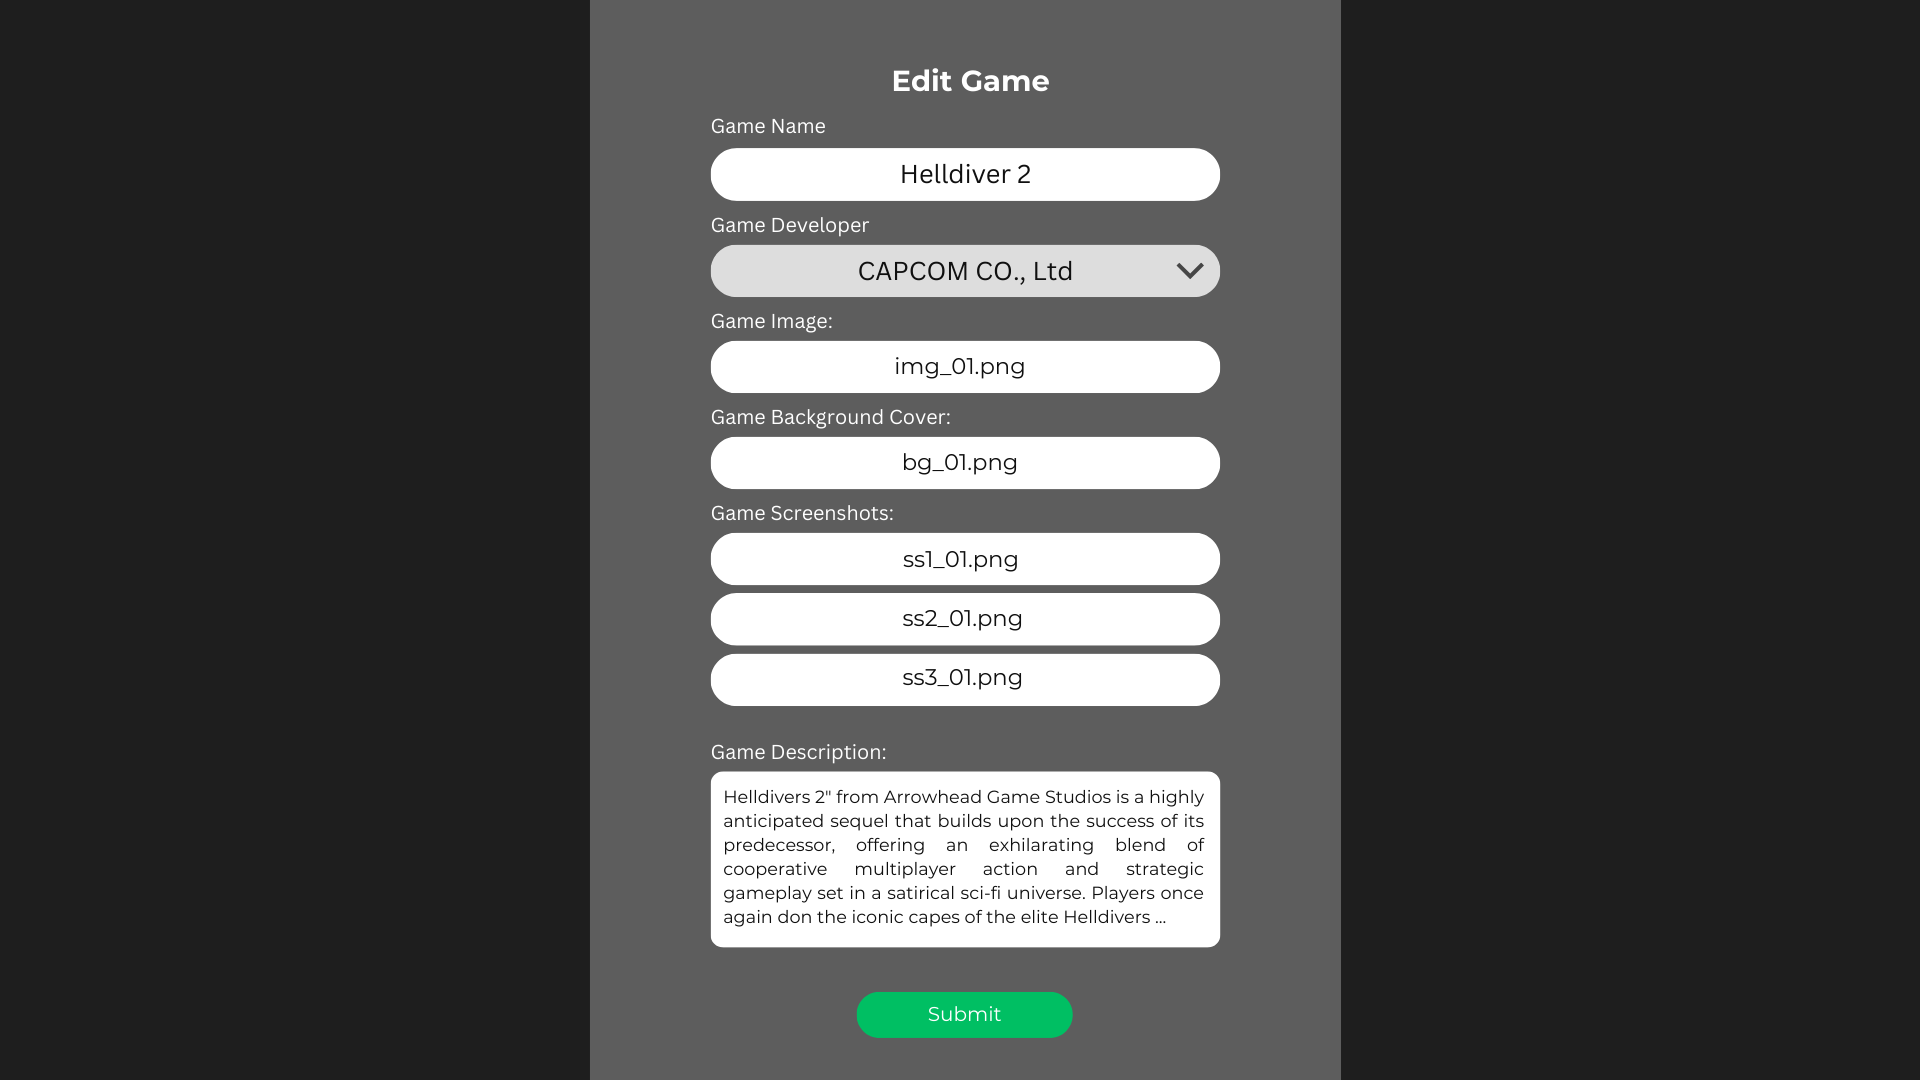 Edit Game
Game Name
Helldiver 2
Game Developer
CAPCOM CO., Ltd
Game Image:
img_01.png
Game Background Cover:
bg_01.png
Game Screenshots:
ss1_01.png
ss2_01.png
ss3_01.png
Game Description:
Helldivers 2" from Arrowhead Game Studios is a highly
anticipated sequel that builds upon the success of its
predecessor, offering an exhilarating blend of
cooperative multiplayer action and strategic
gameplay set in a satirical sci-fi universe. Players once
again don the iconic capes of the elite Helldivers ...
Submit